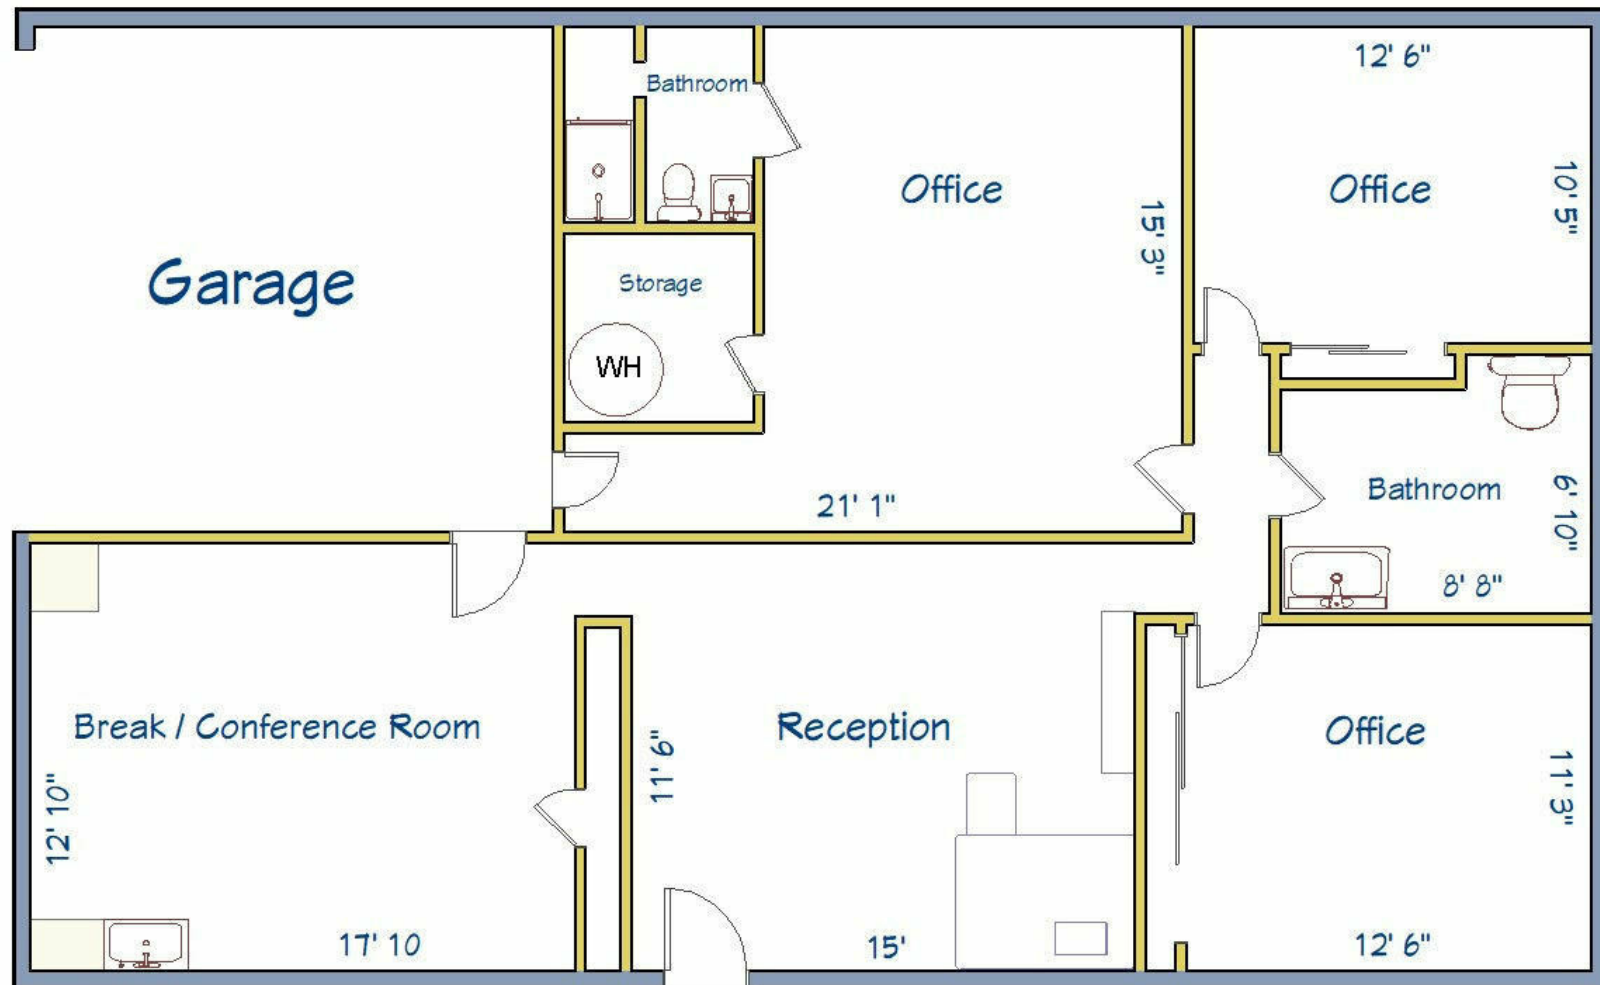 12' 6"
Bathroom
Office
Office
10' 5"
15' 3"
Garage
Storage
WH
21' 1"
Bathroom
6' 10"
8' 8"
Break / Conference Room
Reception
Office
11' 6"
11' 3"
12' 10"
17' 10
15'
12' 6"